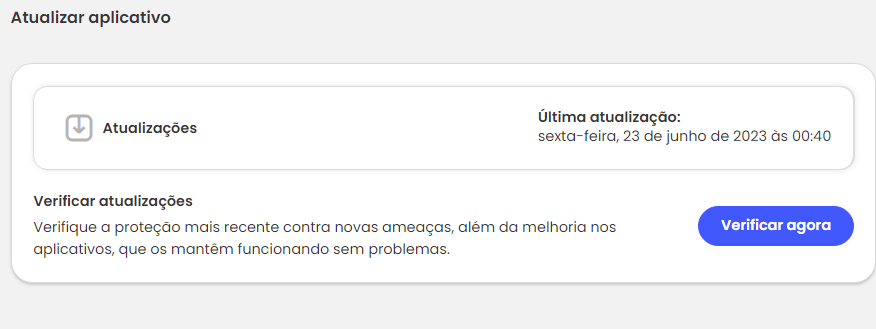 Atualizar aplicativo
Atualizações
Última atualização:
sexta-feira, 23 de junho de 2023 às 00:40
Verificar atualizações
Verifique a proteção mais recente contra novas ameaças, além da melhoria nos
aplicativos, que os mantêm funcionando sem problemas.
Verificar agora